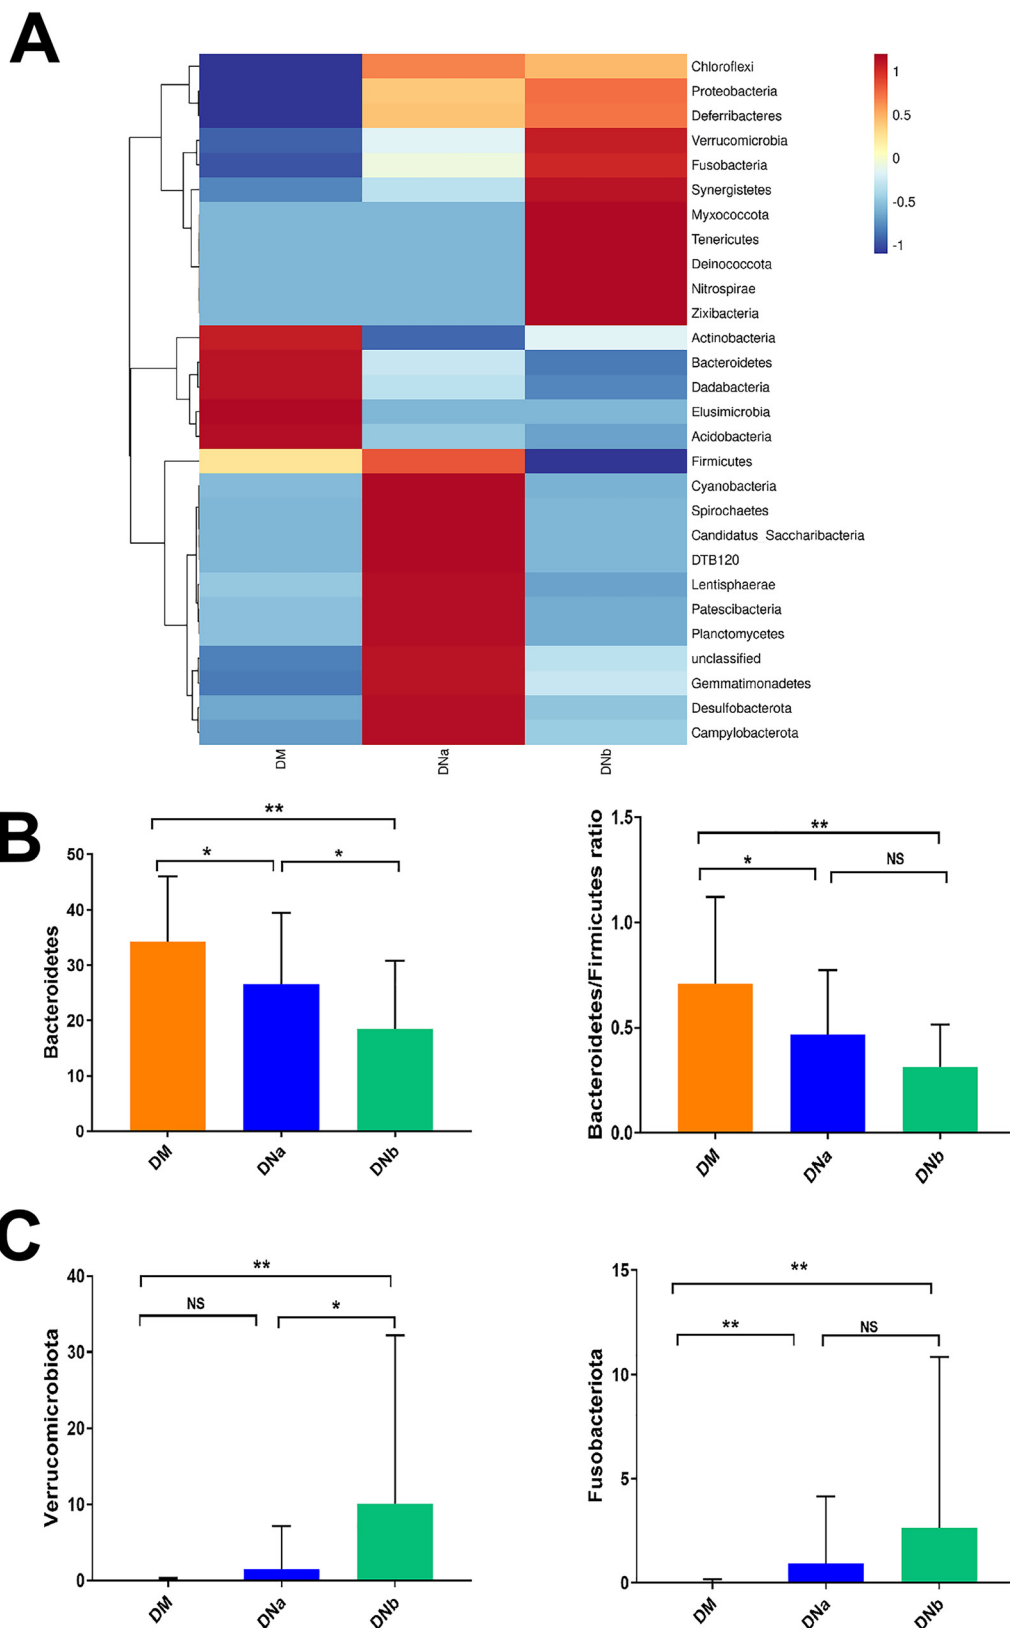 A
Chloroflexi
Proteobacteria
Deferribacteres
Verrucomicrobia
Fusobacteria
Synergistetes
Myxococcota
Tenericutes
Deinococcota
Nitrospirae
Zixibacteria
Actinobacteria
Bacteroidetes
Dadabacteria
Elusimicrobia
Acidobacteria
Firmicutes
Cyanobacteria
Spirochaetes
Candidatus Saccharibacteria
DTB120
Lentisphaerae
Patescibacteria
Planctomycetes
unclassified
Gemmatimonadetes
Desulfobacterota
Campylobacterota
1
0.5
0
-0.5
-1
DM
DNa
DNb
B
Bacteroidetes
50
40
30
20
10
0
**
*
*
DM
DNa
DNb
Bacteroidetes/Firmicutes ratio
1.5
1.0
0.5
0.0
**
*
NS
DM
DNa
DNb
C
Verrucomicrobiota
40
30
20
10
0
**
NS
*
DM
DNa
DNb
Fusobacteriota
15
10
5
0
**
**
NS
DM
DNa
DNb